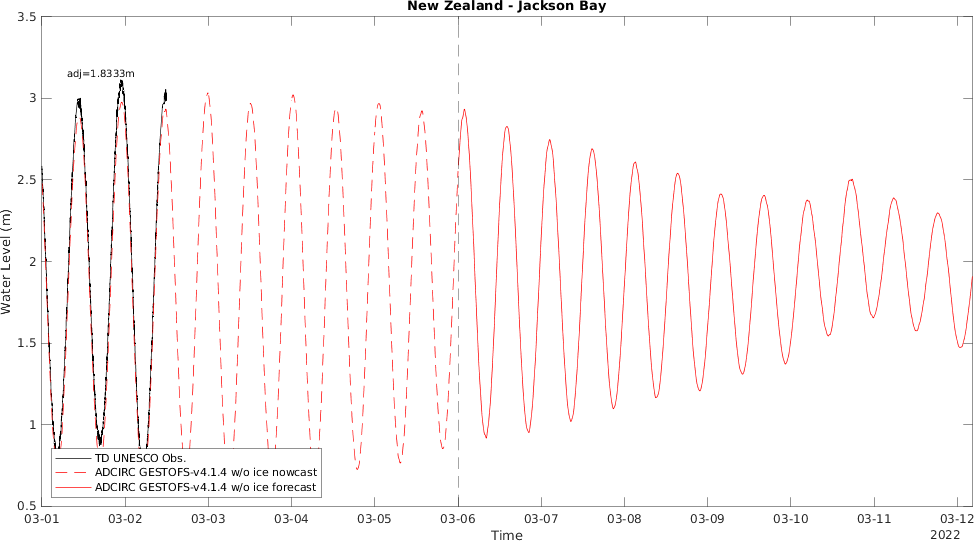 New Zealand - Jackson Bay
3.5
3
2.5
2
1.5
1
0.5
Water Level (m)
adj=1.8333m
TD UNESCO Obs.
ADCIRC GESTOFS-v4.1.4 w/o ice nowcast
ADCIRC GESTOFS-v4.1.4 w/o ice forecast
03-01 03-02 03-03 03-04 03-05 03-06 03-07 03-08 03-09 03-10 03-11 03-12
Time
2022